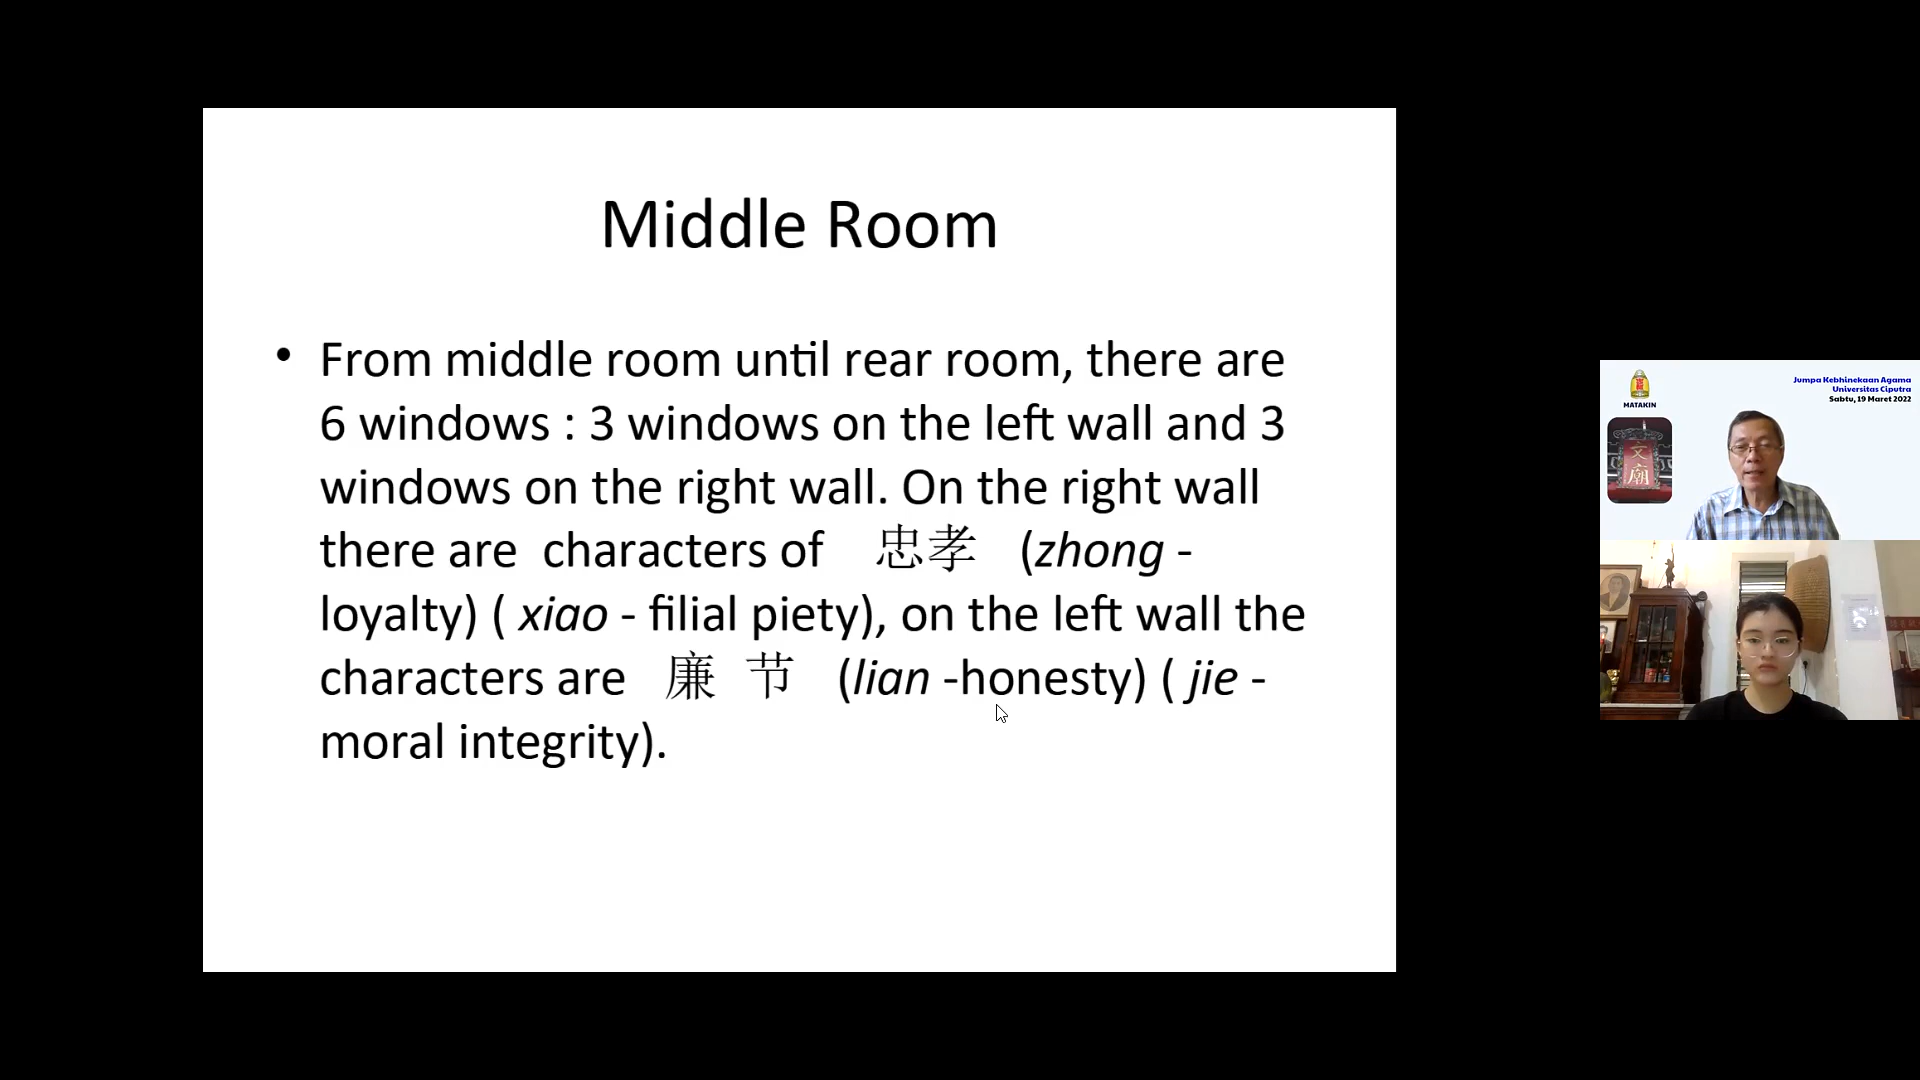 Middle Room
• From middle room until rear room, there are
6 windows : 3 windows on the left wall and 3
windows on the right wall. On the right wall
there are characters of 忠孝 (zhong -
loyalty) ( xiao - filial piety), on the left wall the
characters are 廉 节 (lian -honesty) ( jie -
moral integrity).
MATAKIN
Jumpa Kebhinekaan Agama
Universitas Ciputra
Sabtu, 19 Maret 2022
文
廟